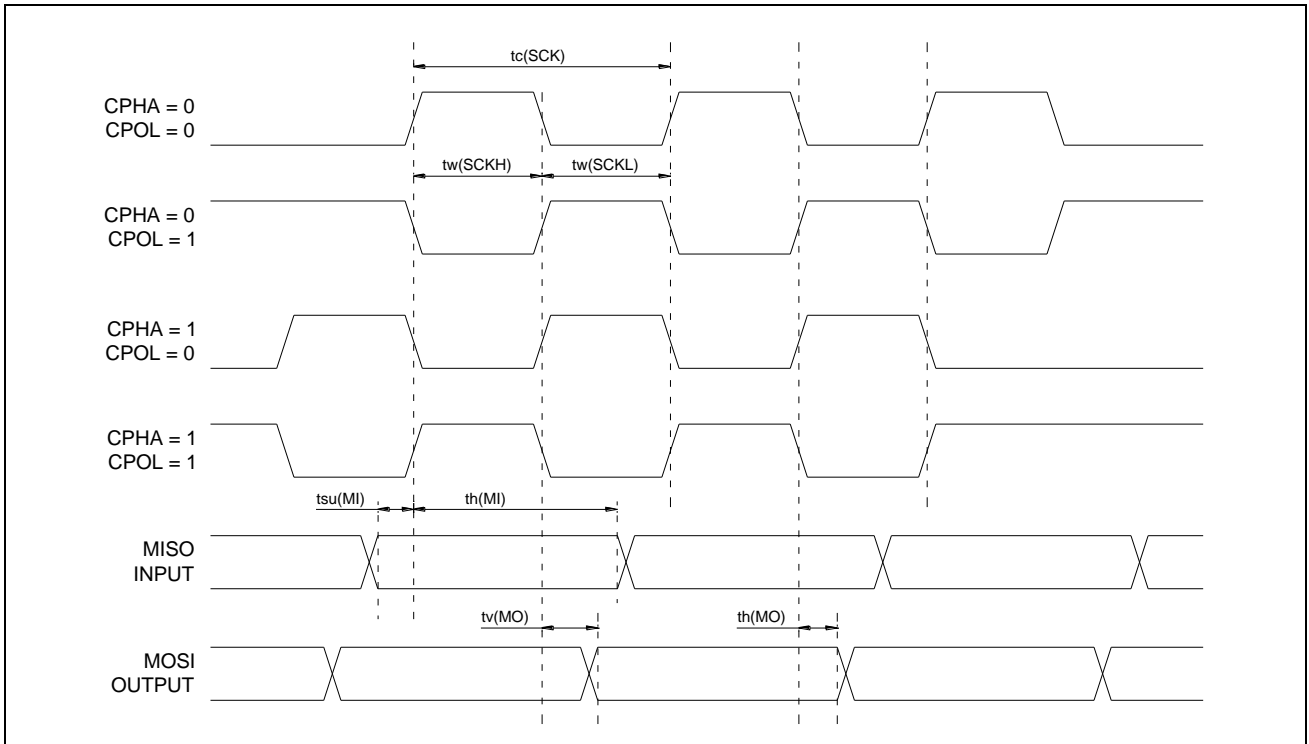 tc(SCK)
CPHA = 0
CPOL = 0
tw(SCKH)
tw(SCKL)
CPHA = 0
CPOL = 1
CPHA = 1
CPOL = 0
CPHA = 1
CPOL = 1
tsu(MI)
th(MI)
MISO
INPUT
tv(MO)
th(MO)
MOSI
OUTPUT